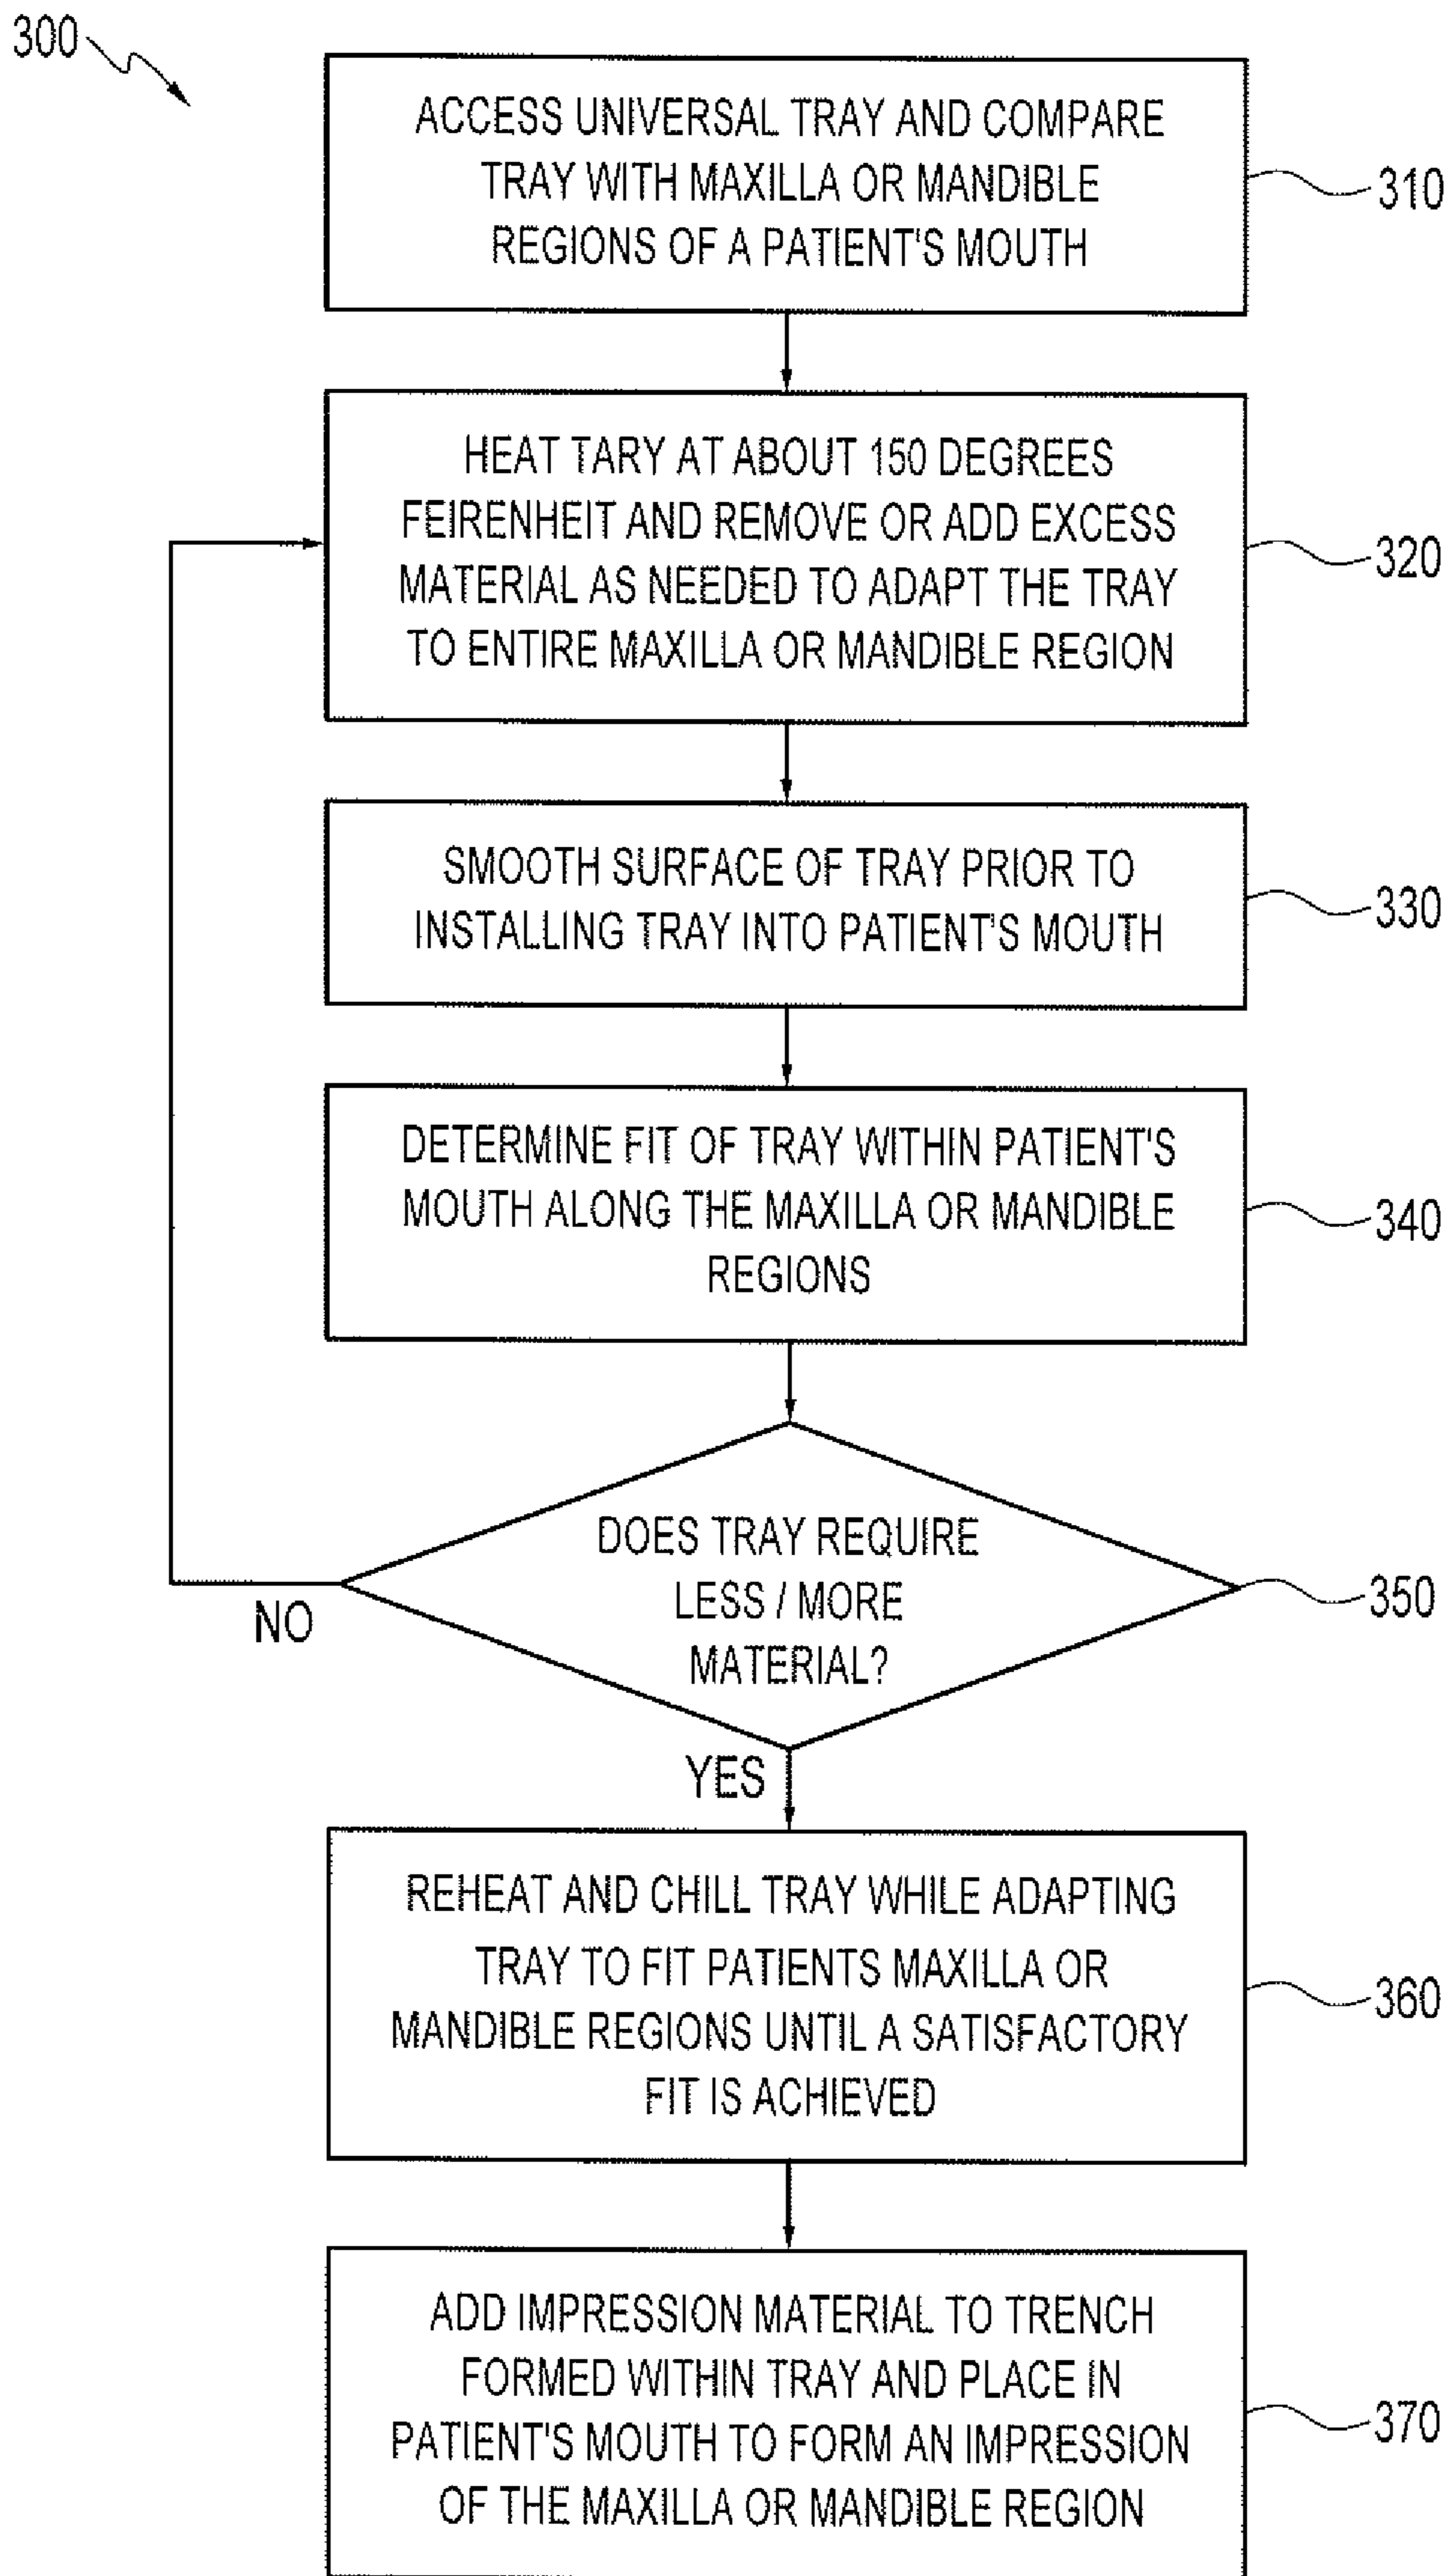 300
ACCESS UNIVERSAL TRAY AND COMPARE
TRAY WITH MAXILLA OR MANDIBLE
REGIONS OF A PATIENT'S MOUTH
310
HEAT TARY AT ABOUT 150 DEGREES
FEIRENHEIT AND REMOVE OR ADD EXCESS
MATERIAL AS NEEDED TO ADAPT THE TRAY
TO ENTIRE MAXILLA OR MANDIBLE REGION
320
SMOOTH SURFACE OF TRAY PRIOR TO
INSTALLING TRAY INTO PATIENT'S MOUTH
330
DETERMINE FIT OF TRAY WITHIN PATIENT'S
MOUTH ALONG THE MAXILLA OR MANDIBLE
REGIONS
340
DOES TRAY REQUIRE
LESS / MORE
MATERIAL?
350
NO
YES
REHEAT AND CHILL TRAY WHILE ADAPTING
TRAY TO FIT PATIENTS MAXILLA OR
MANDIBLE REGIONS UNTIL A SATISFACTORY
FIT IS ACHIEVED
360
ADD IMPRESSION MATERIAL TO TRENCH
FORMED WITHIN TRAY AND PLACE IN
PATIENT'S MOUTH TO FORM AN IMPRESSION
OF THE MAXILLA OR MANDIBLE REGION
370